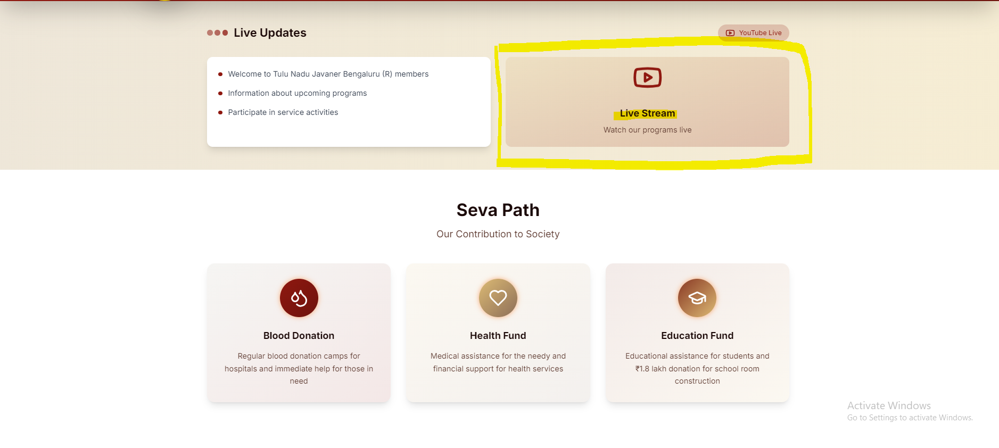 Live Updates
YouTube Live
Welcome to Tulu Nadu Javaner Bengaluru (R) members
Information about upcoming programs
Participate in service activities
Live Stream
Watch our programs live
Seva Path
Our Contribution to Society
Blood Donation
Regular blood donation camps for
hospitals and immediate help for those in
need
Health Fund
Medical assistance for the needy and
financial support for health services
Education Fund
Educational assistance for students and
₹1.8 lakh donation for school room
construction
Activate Windows
Go to Settings to activate Windows.